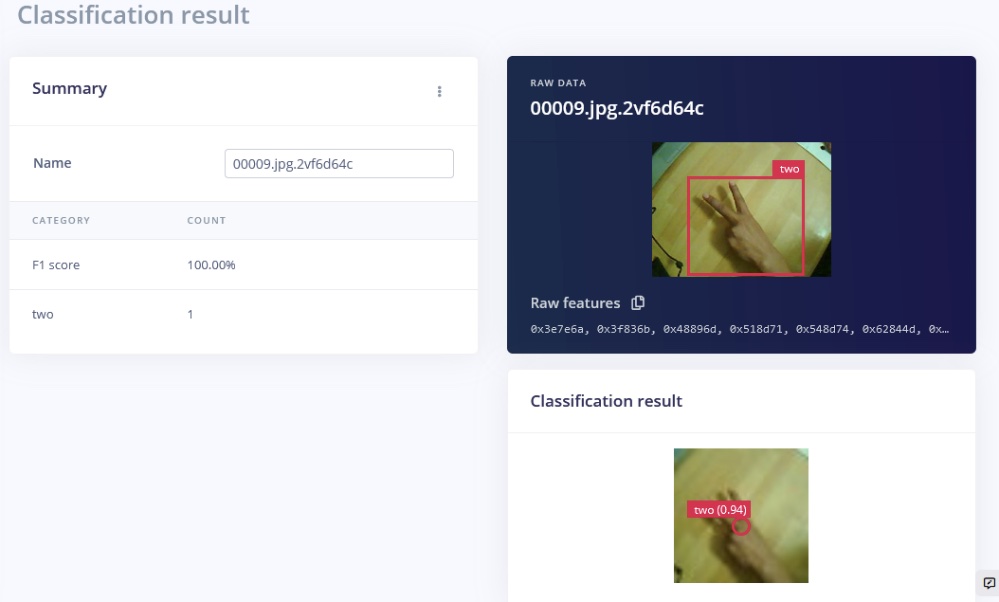 Classification result
Summary
Name
00009.jpg.2vf6d64c
CATEGORY COUNT
F1 score 100.00%
two 1
RAW DATA
00009.jpg.2vf6d64c
two
Raw features
0x3e7e6a, 0x3f836b, 0x48896d, 0x518d71, 0x548d74, 0x62844d, 0x…
Classification result
two (0.94)